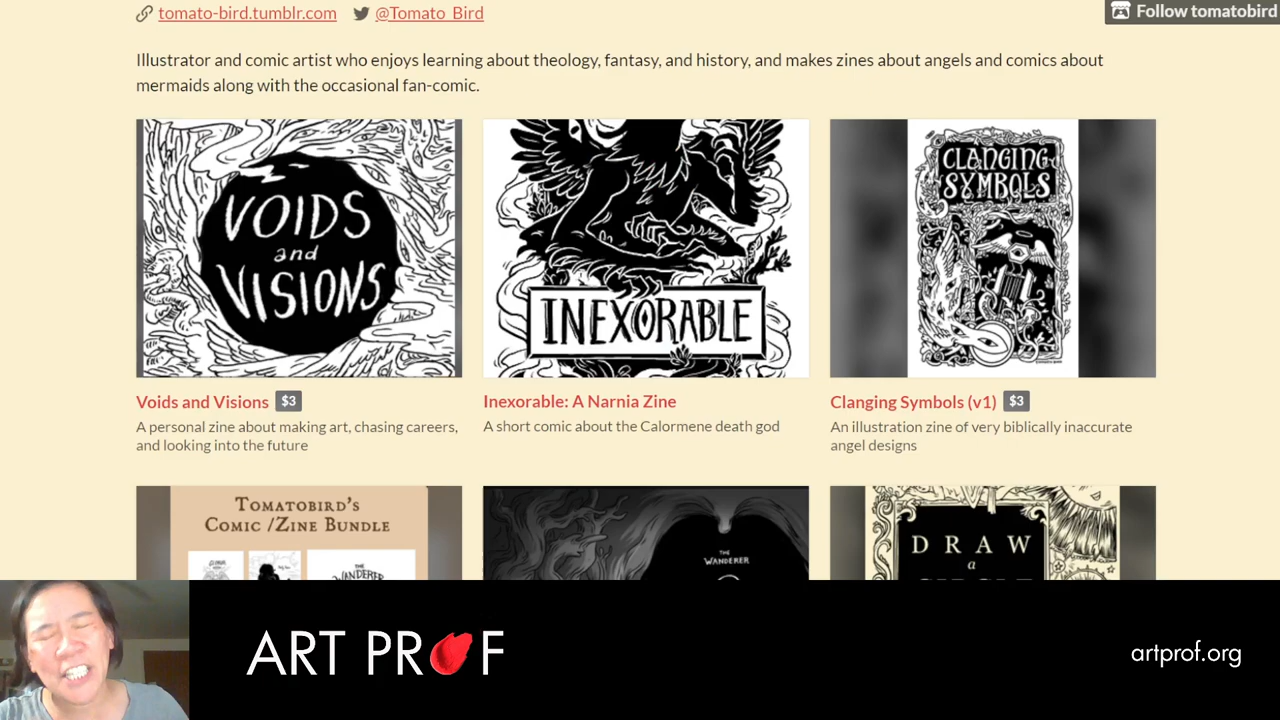 tomato-bird.tumblr.com @Tomato_Bird
Follow tomatobird
Illustrator and comic artist who enjoys learning about theology, fantasy, and history, and makes zines about angels and comics about
mermaids along with the occasional fan-comic.
VOIDS
and
VISIONS
INEXORABLE
CLANGING
SYMBOLS
Voids and Visions $3
A personal zine about making art, chasing careers,
and looking into the future
Inexorable: A Narnia Zine
A short comic about the Calormene death god
Clanging Symbols (v1) $3
An illustration zine of very biblically inaccurate
angel designs
TOMATOBIRD'S
COMIC /ZINE BUNDLE
THE
WANDERER
THE
WANDERER
DRAW
a
ART PROF
artprof.org